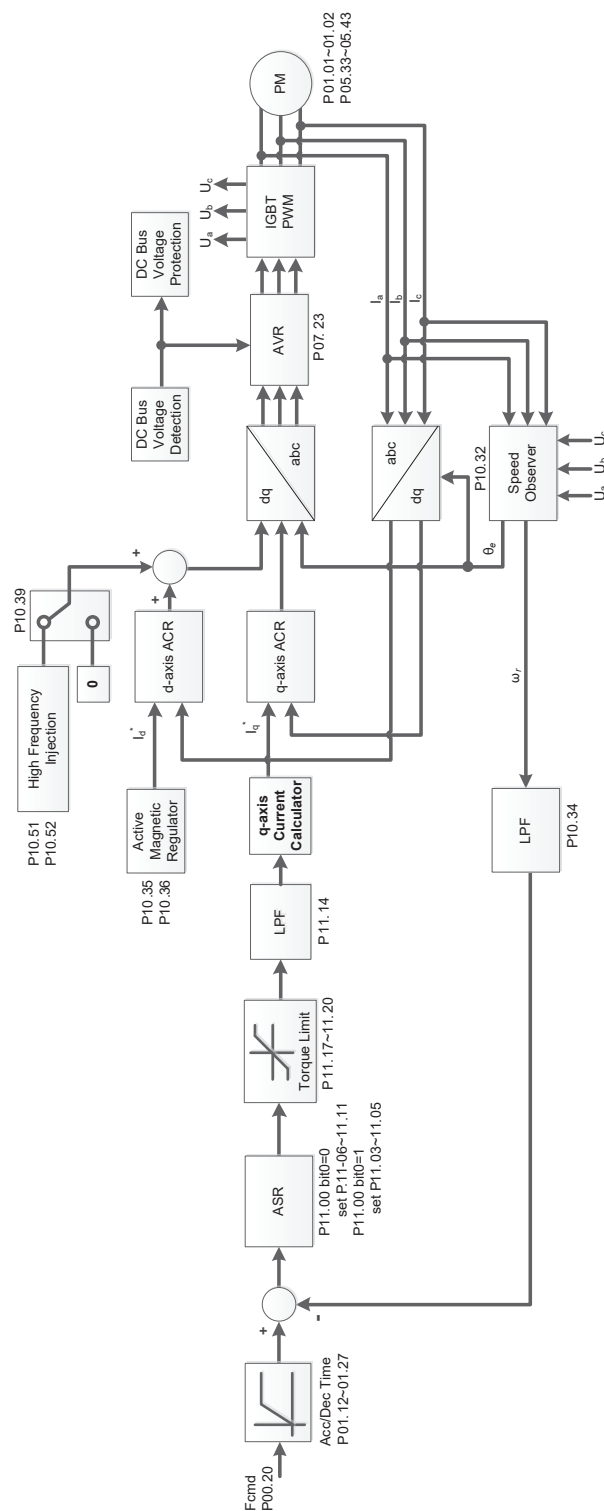 Fcmd
P00.20
Acc/Dec Time
P01.12~01.27
+
-
ASR
P11.00 bit0=0
set P.11-06~11.11
P11.00 bit0=1
set P11.03~11.05
Torque Limit
P11.17~11.20
LPF
P11.14
q-axis
Current
Calculator
Iq*
P10.51
P10.52
High Frequency
Injection
0
P10.39
P10.35
P10.36
Active
Magnetic
Regulator
Id*
d-axis ACR
+
+
q-axis ACR
dq
abc
DC Bus
Voltage
Detection
DC Bus
Voltage
Protection
AVR
P07. 23
IGBT
PWM
Ua
Ub
Uc
PM
P01.01~01.02
P05.33~05.43
Ia
Ib
Ic
abc
dq
P10.32
Speed
Observer
Ua
Ub
Uc
θe
ωr
LPF
P10.34